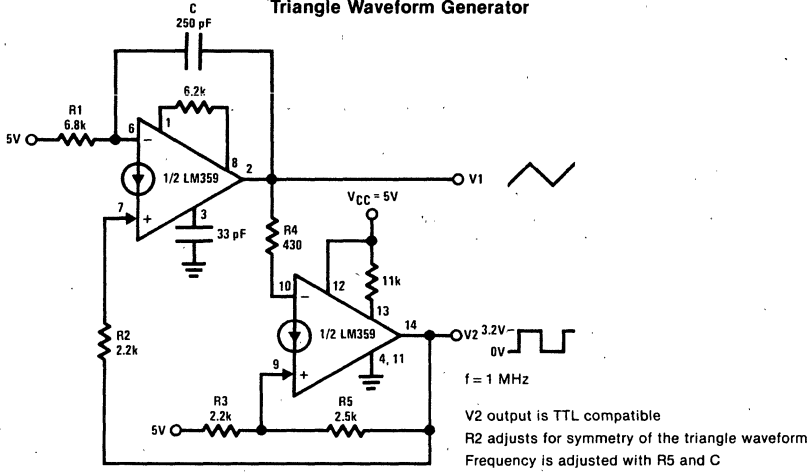 Triangle Waveform Generator
C
250 pF
6.2k
R1
6.8k
5V
6
−
1
8
2
1/2 LM359
7
+
3
33 pF
V1
VCC = 5V
R4
430
12
11k
10
−
13
14
1/2 LM359
V2
3.2V
0V
4, 11
9
+
R2
2.2k
f = 1 MHz
R3
2.2k
R5
2.5k
5V
V2 output is TTL compatible
R2 adjusts for symmetry of the triangle waveform
Frequency is adjusted with R5 and C